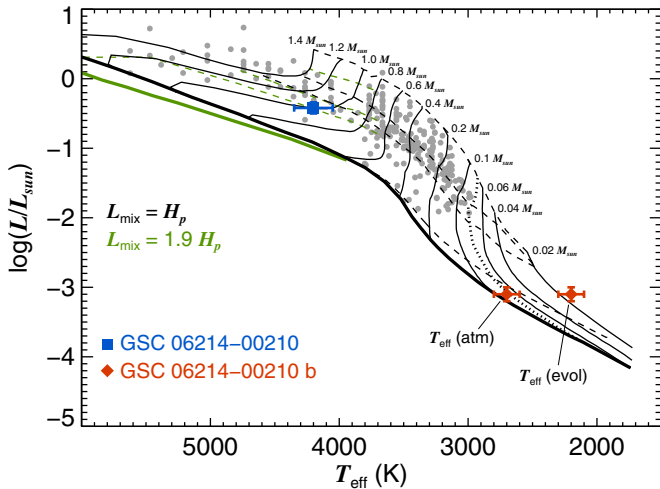 1
0
−1
−2
−3
−4
−5
log(L/Lsun)
1.4 Msun
1.2 Msun
1.0 Msun
0.8 Msun
0.6 Msun
0.4 Msun
0.2 Msun
0.1 Msun
0.06 Msun
0.04 Msun
0.02 Msun
Lmix = Hp
Lmix = 1.9 Hp
GSC 06214−00210
GSC 06214−00210 b
Teff (atm)
Teff (evol)
5000 4000 3000 2000
Teff (K)